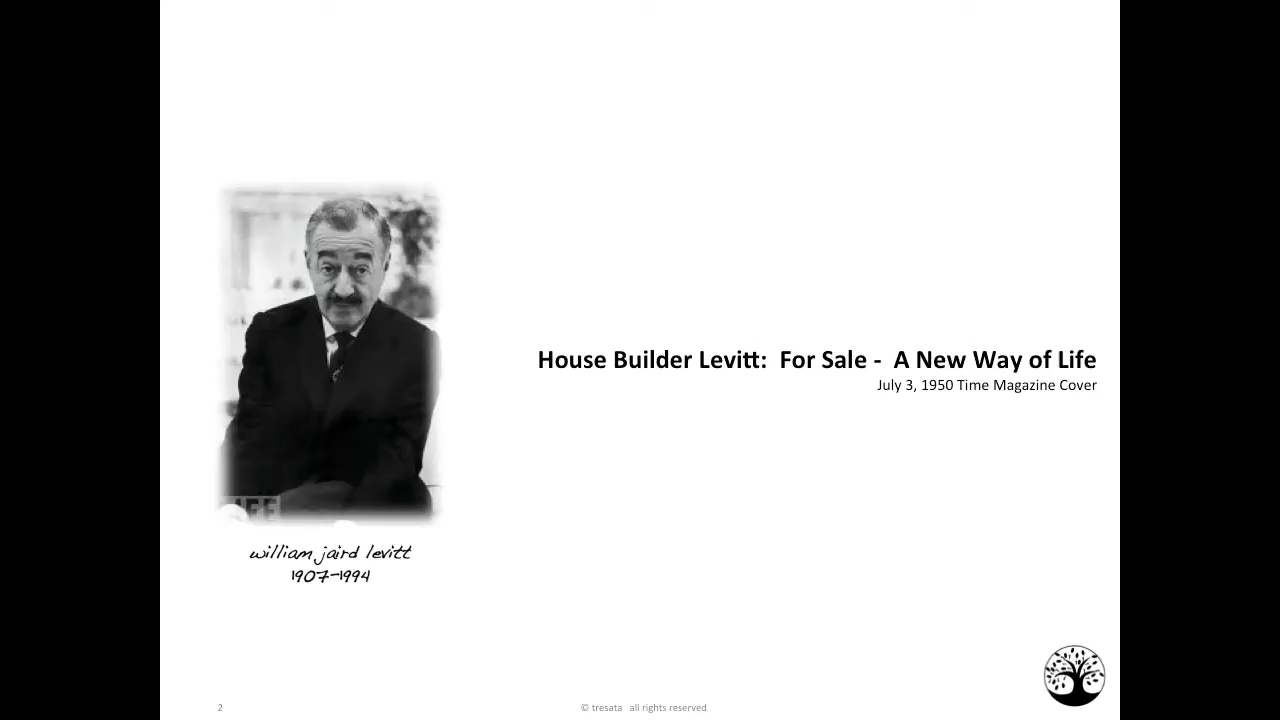 House Builder Levitt:  For Sale -  A New Way of Life
July 3, 1950 Time Magazine Cover
LIFE
william jaird levitt
1907-1994
2
© tresata   all rights reserved